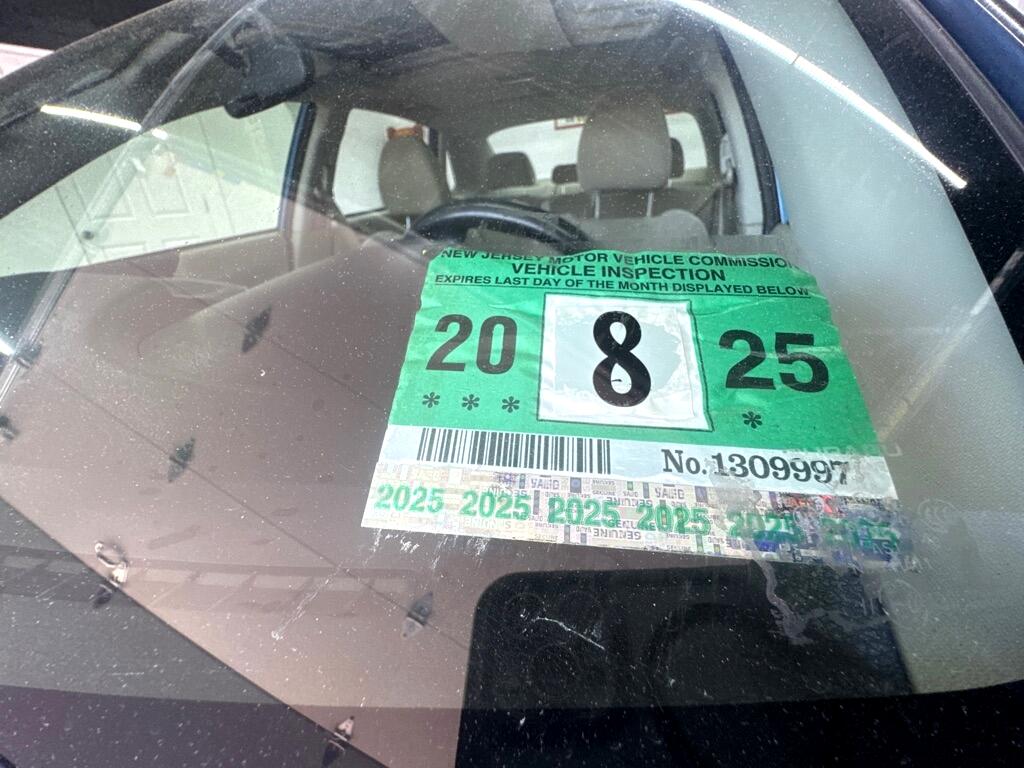 NEW JERSEY MOTOR VEHICLE COMMISSION
VEHICLE INSPECTION
EXPIRES LAST DAY OF THE MONTH DISPLAYED BELOW
20 8 25
* * * *
No. 1309997
2025 2025 2025 2025 2025 2025